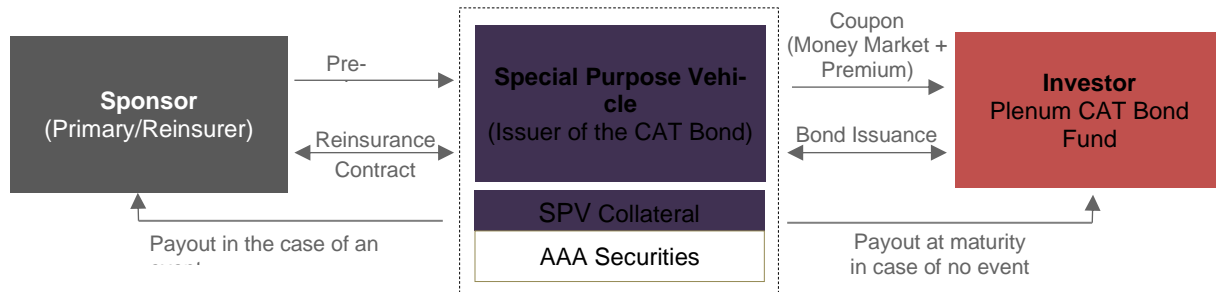 Sponsor
(Primary/Reinsurer)
Pre-
Reinsurance
Contract
Payout in the case of an
Special Purpose Vehi-
cle
(Issuer of the CAT Bond)
SPV Collateral
AAA Securities
Coupon
(Money Market +
Premium)
Bond Issuance
Payout at maturity
in case of no event
Investor
Plenum CAT Bond
Fund